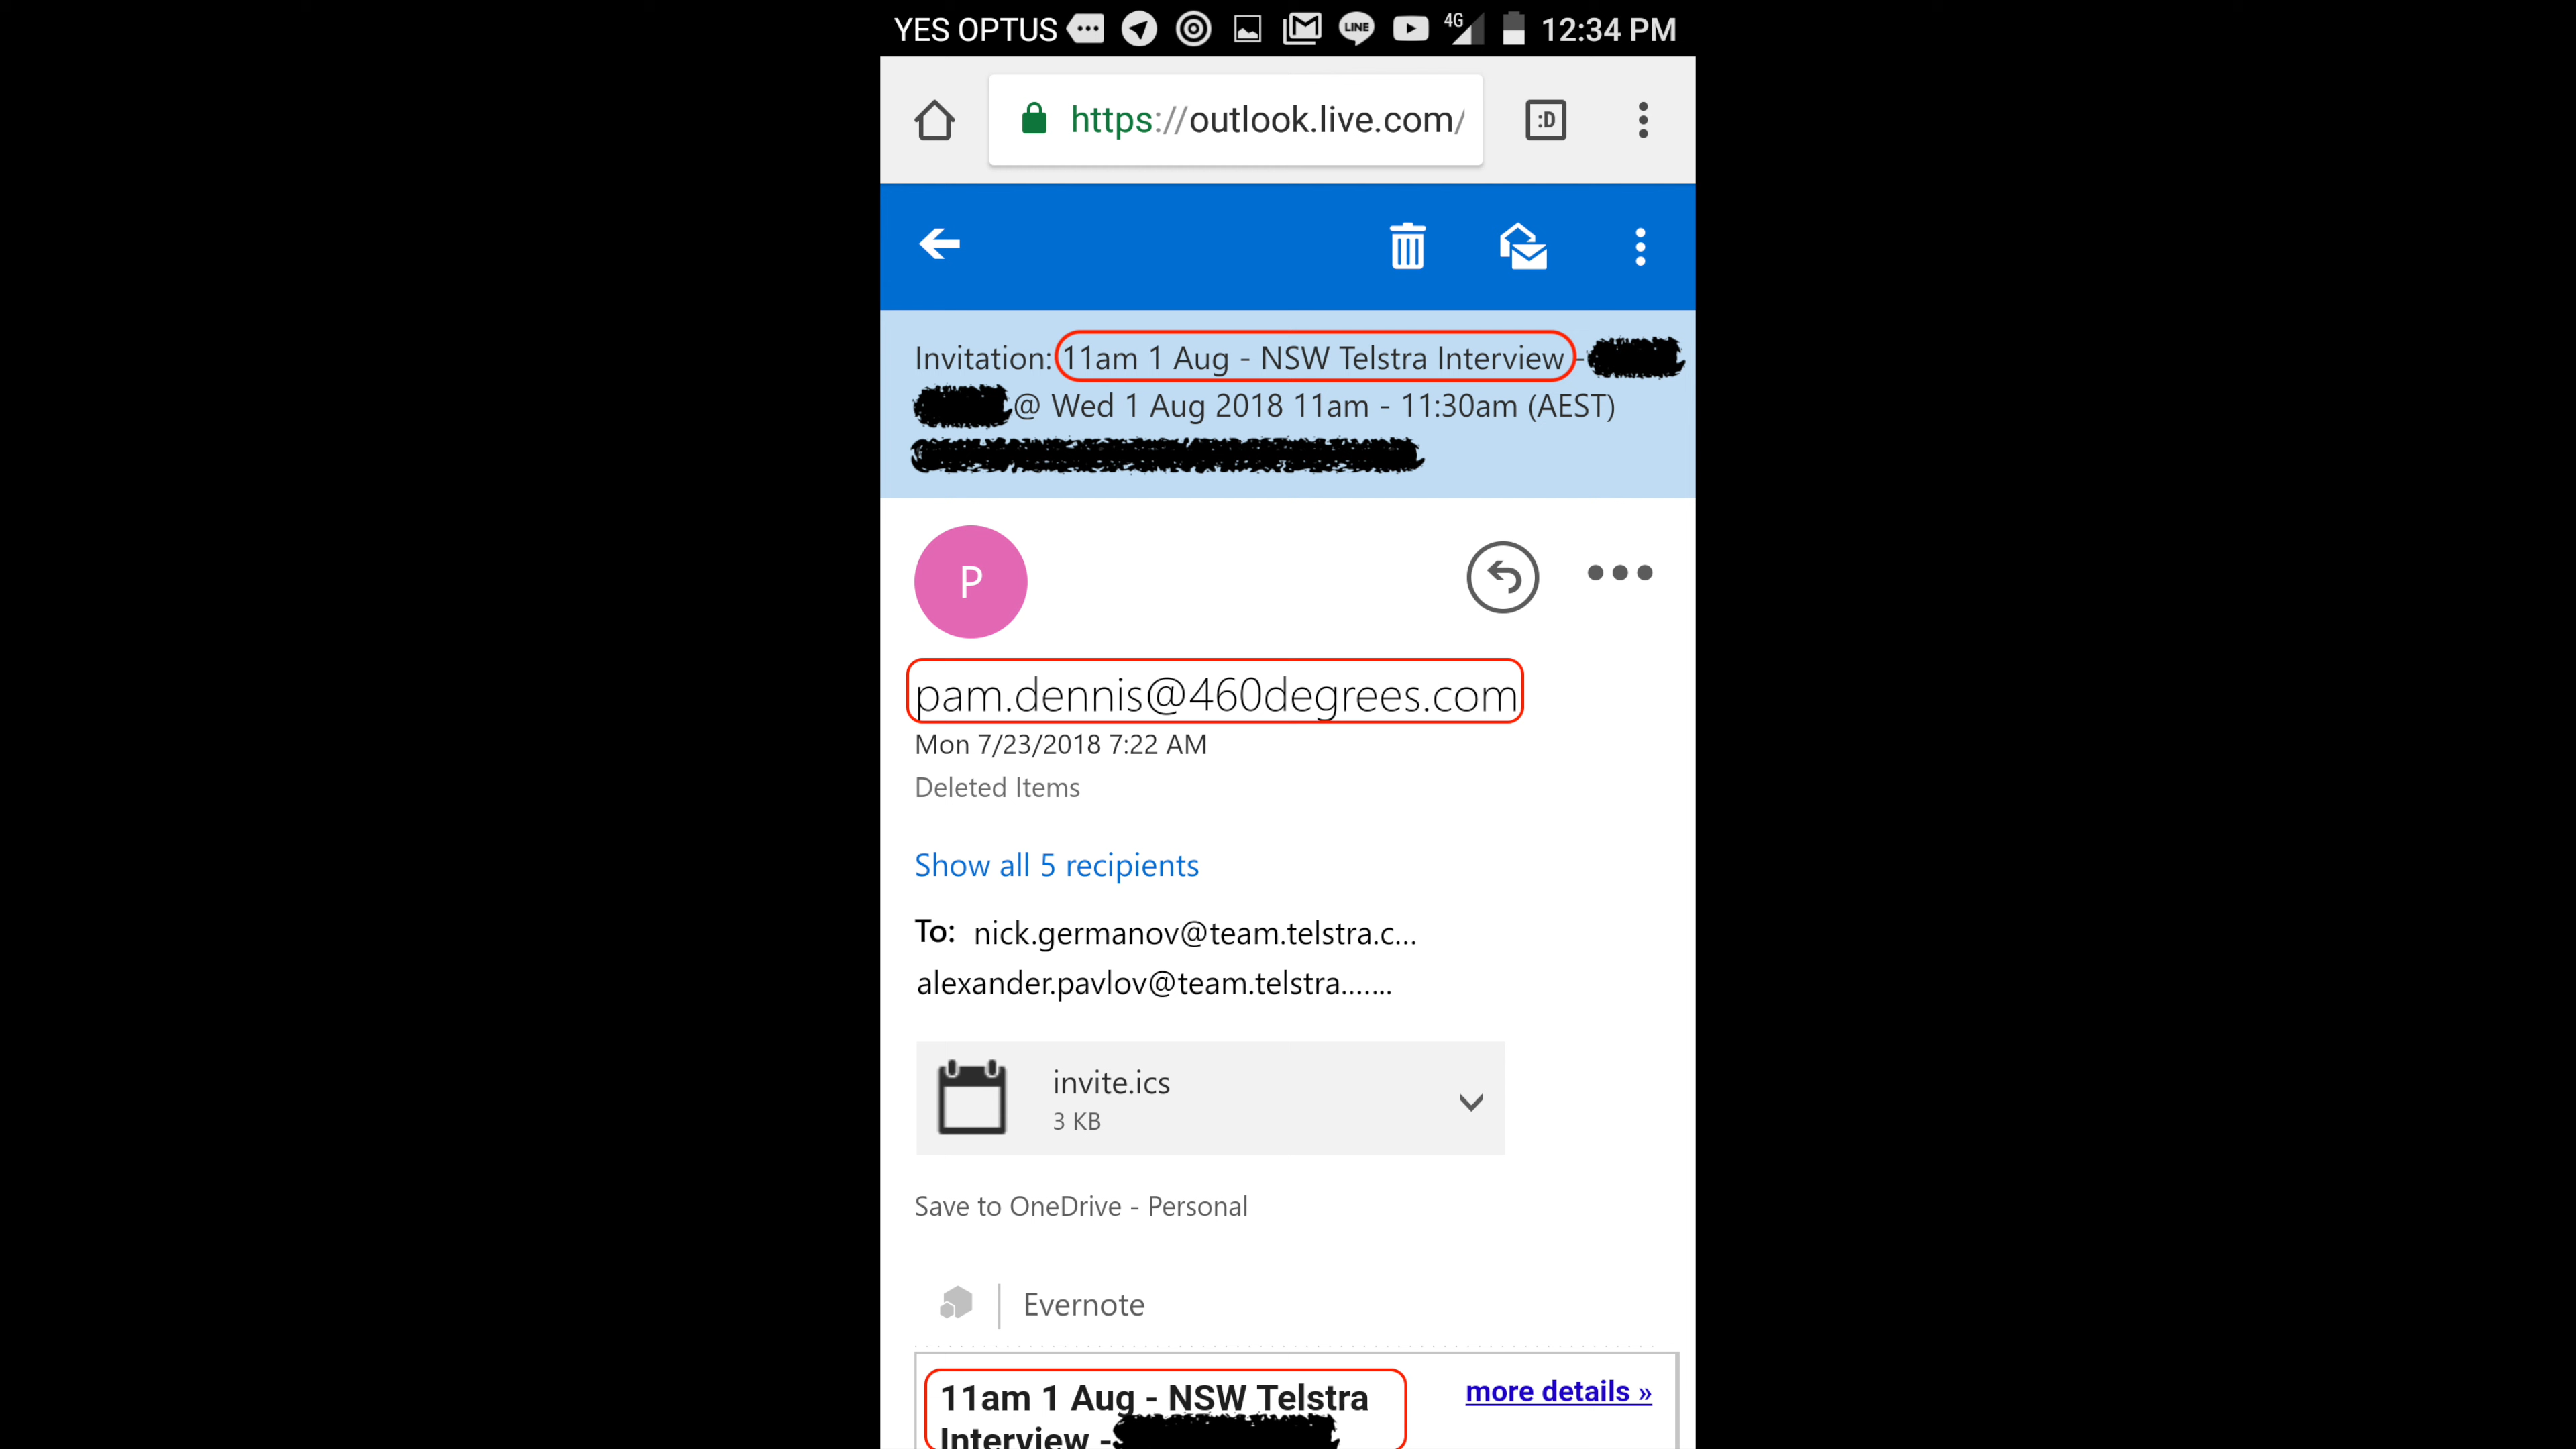 YES OPTUS LINE 4G 12:34 PM
https://outlook.live.com/ :D
Invitation: 11am 1 Aug - NSW Telstra Interview -
@ Wed 1 Aug 2018 11am - 11:30am (AEST)
P
pam.dennis@460degrees.com
Mon 7/23/2018 7:22 AM
Deleted Items
Show all 5 recipients
To: nick.germanov@team.telstra.c...
alexander.pavlov@team.telstra.......
invite.ics
3 KB
Save to OneDrive - Personal
Evernote
11am 1 Aug - NSW Telstra
Interview -
more details »